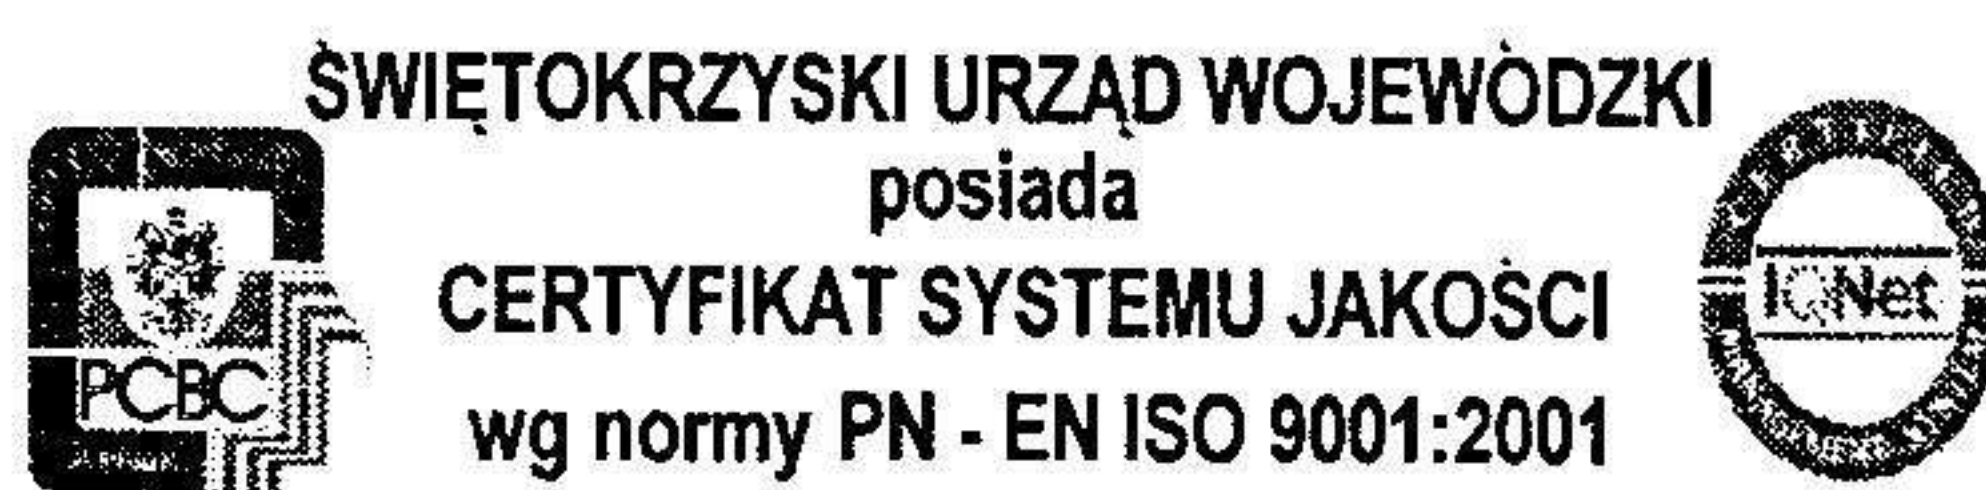 ŚWIĘTOKRZYSKI URZĄD WOJEWÓDZKI
posiada
CERTYFIKAT SYSTEMU JAKOŚCI
wg normy PN - EN ISO 9001:2001
PCBC
IQNet